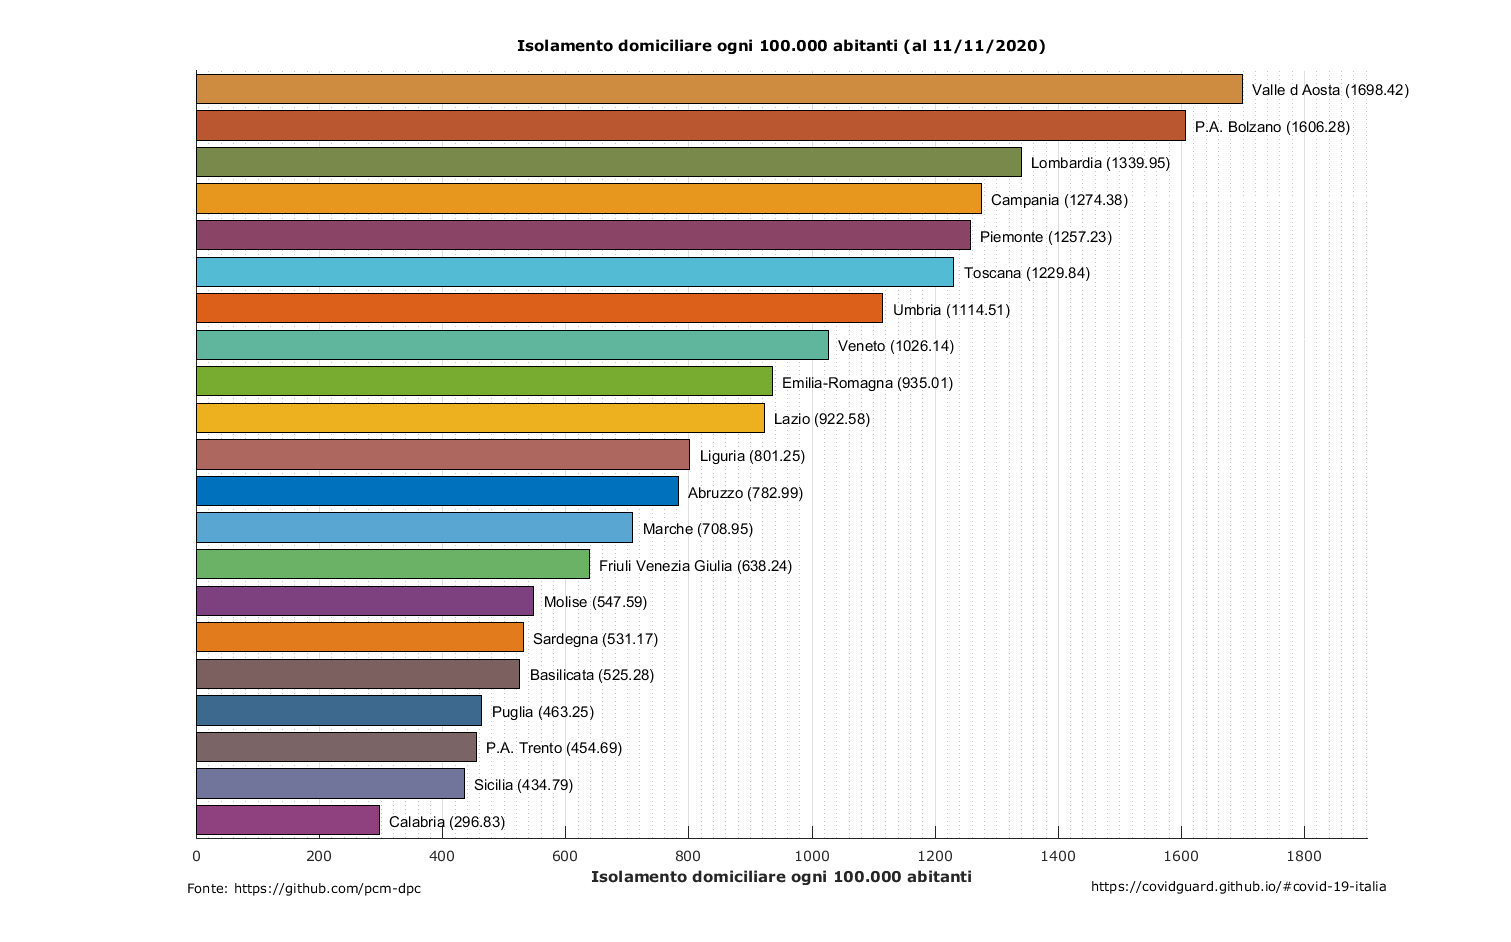 Isolamento domiciliare ogni 100.000 abitanti (al 11/11/2020)
Valle d Aosta (1698.42)
P.A. Bolzano (1606.28)
Lombardia (1339.95)
Campania (1274.38)
Piemonte (1257.23)
Toscana (1229.84)
Umbria (1114.51)
Veneto (1026.14)
Emilia-Romagna (935.01)
Lazio (922.58)
Liguria (801.25)
Abruzzo (782.99)
Marche (708.95)
Friuli Venezia Giulia (638.24)
Molise (547.59)
Sardegna (531.17)
Basilicata (525.28)
Puglia (463.25)
P.A. Trento (454.69)
Sicilia (434.79)
Calabria (296.83)
0 200 400 600 800 1000 1200 1400 1600 1800
Isolamento domiciliare ogni 100.000 abitanti
Fonte: https://github.com/pcm-dpc
https://covidguard.github.io/#covid-19-italia